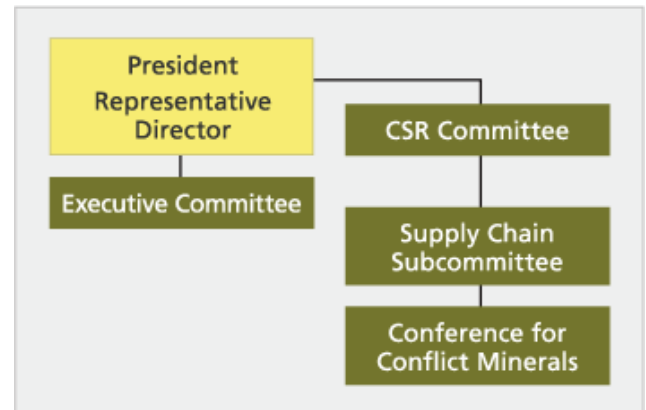 President
Representative
Director
Executive Committee
CSR Committee
Supply Chain
Subcommittee
Conference for
Conflict Minerals